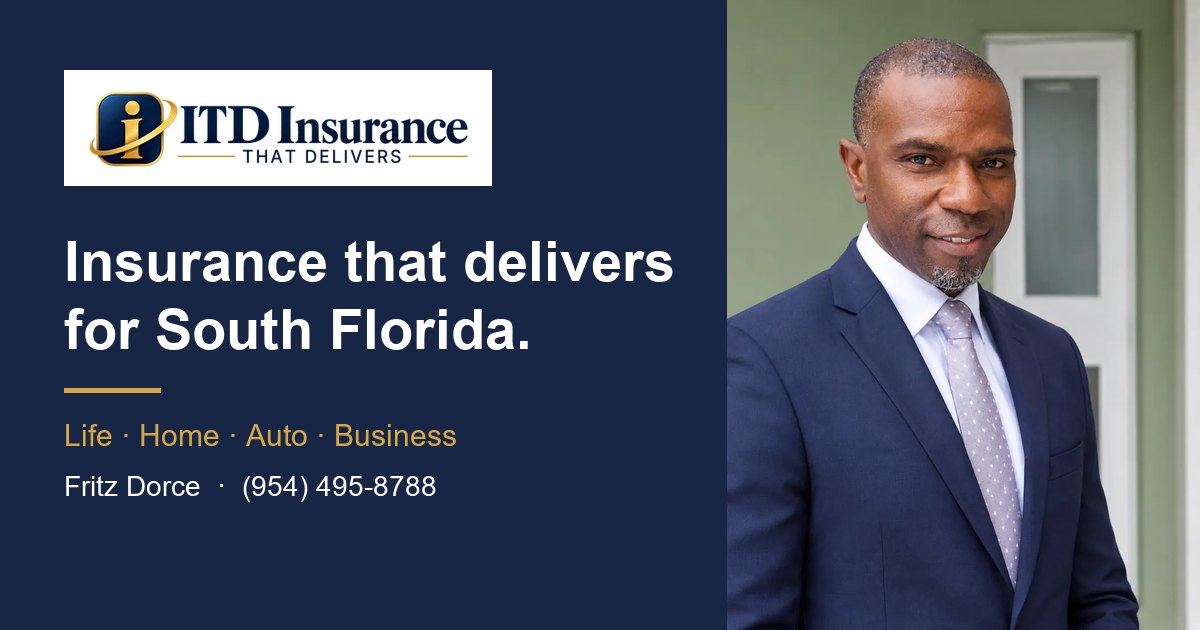 i ITD Insurance
THAT DELIVERS
Insurance that delivers
for South Florida.
Life · Home · Auto · Business
Fritz Dorce · (954) 495-8788